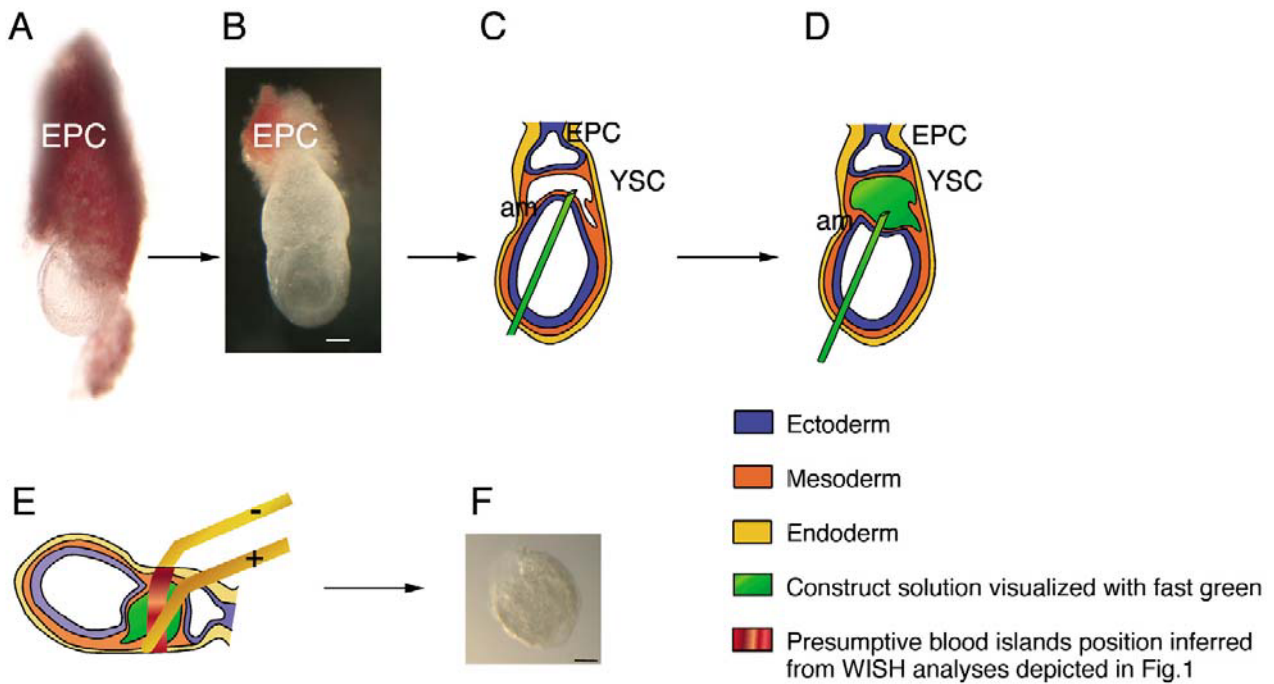 A
B
C
D
EPC
EPC
EPC
YSC
am
EPC
YSC
am
E
-
+
F
Ectoderm
Mesoderm
Endoderm
Construct solution visualized with fast green
Presumptive blood islands position inferred
from WISH analyses depicted in Fig.1